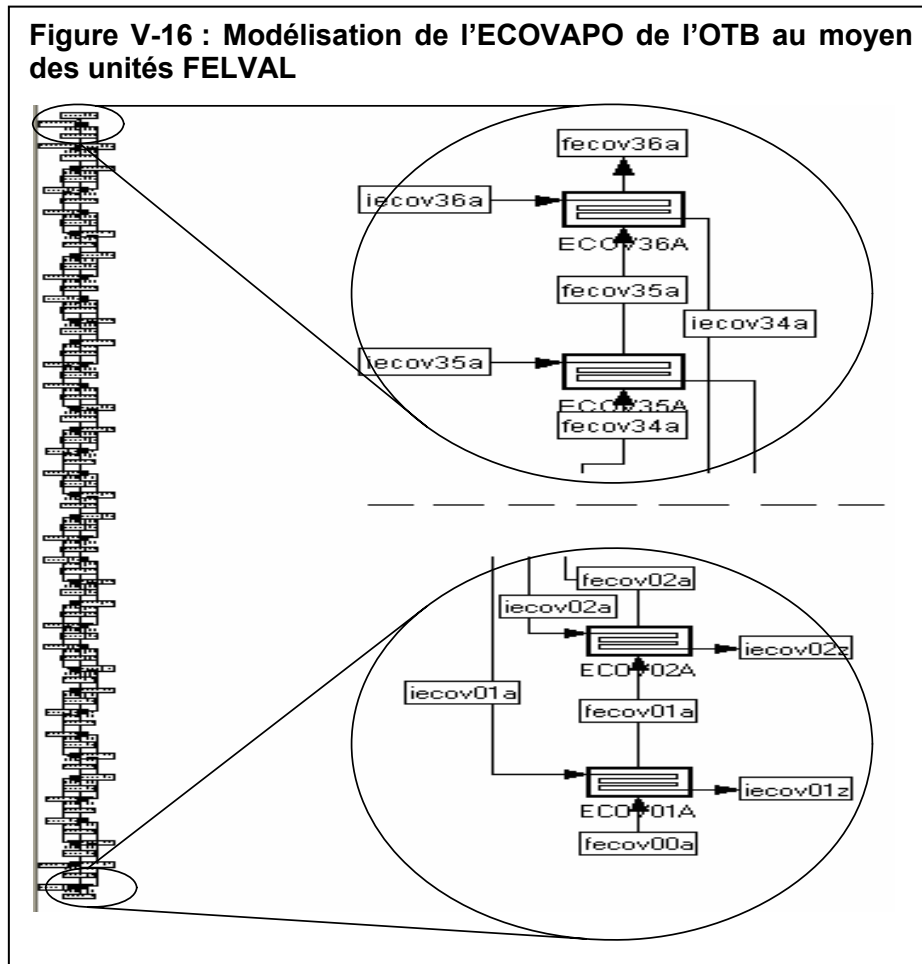 Figure V-16 : Modélisation de l'ECOVAPO de l'OTB au moyen
des unités FELVAL
fecov36a
iecov36a
ECOV36A
fecov35a
iecov34a
iecov35a
ECOV35A
fecov34a
fecov02a
iecov02a
iecov02z
ECOV02A
iecov01a
fecov01a
iecov01z
ECOV01A
fecov00a